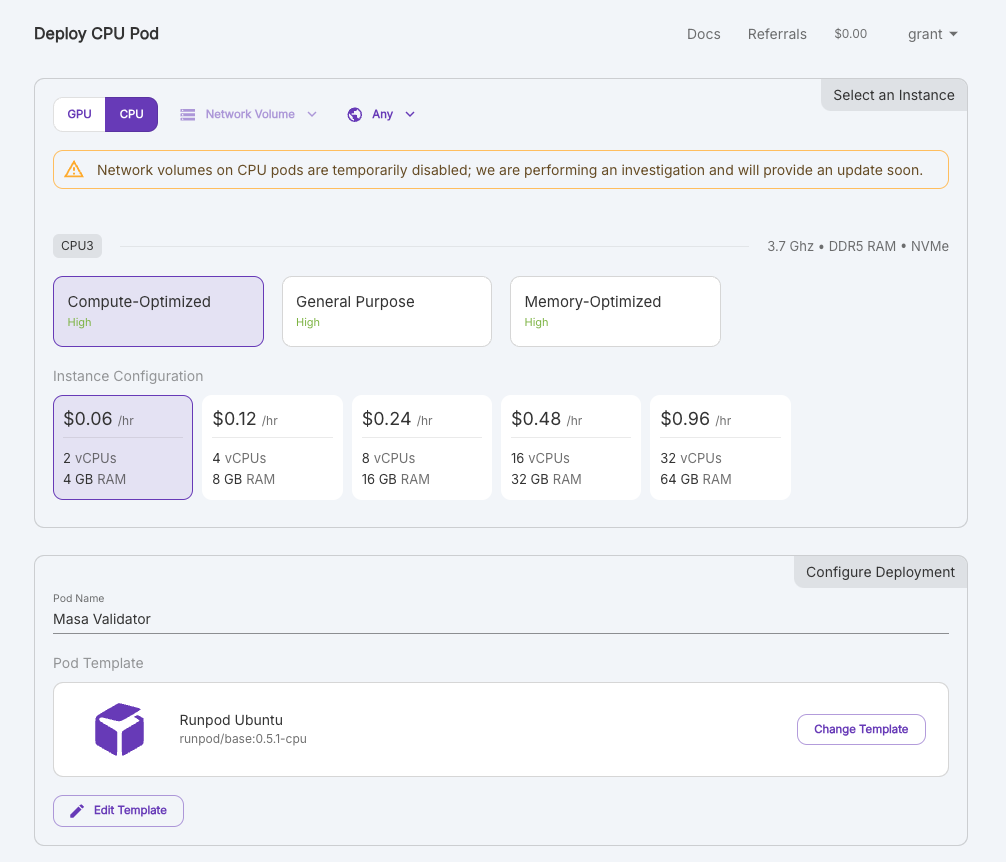 Deploy CPU Pod
Docs Referrals $0.00 grant
Select an Instance
GPU CPU Network Volume Any
Network volumes on CPU pods are temporarily disabled; we are performing an investigation and will provide an update soon.
CPU3 3.7 Ghz • DDR5 RAM • NVMe
Compute-Optimized
High
General Purpose
High
Memory-Optimized
High
Instance Configuration
$0.06 /hr
2 vCPUs
4 GB RAM
$0.12 /hr
4 vCPUs
8 GB RAM
$0.24 /hr
8 vCPUs
16 GB RAM
$0.48 /hr
16 vCPUs
32 GB RAM
$0.96 /hr
32 vCPUs
64 GB RAM
Configure Deployment
Pod Name
Masa Validator
Pod Template
Runpod Ubuntu
runpod/base:0.5.1-cpu
Change Template
Edit Template